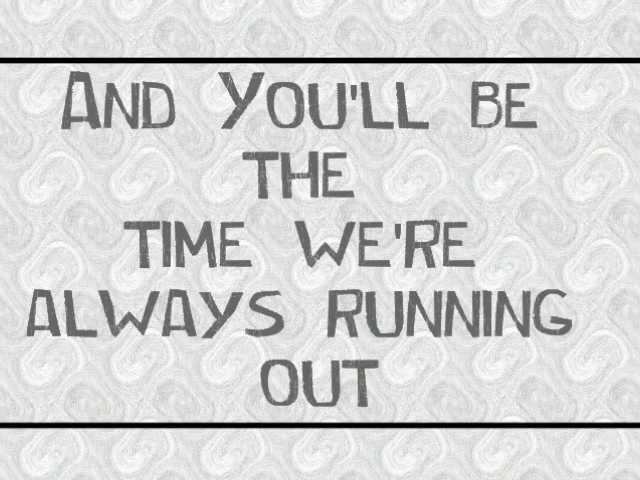 And You'll be
the
time we're
always running
out